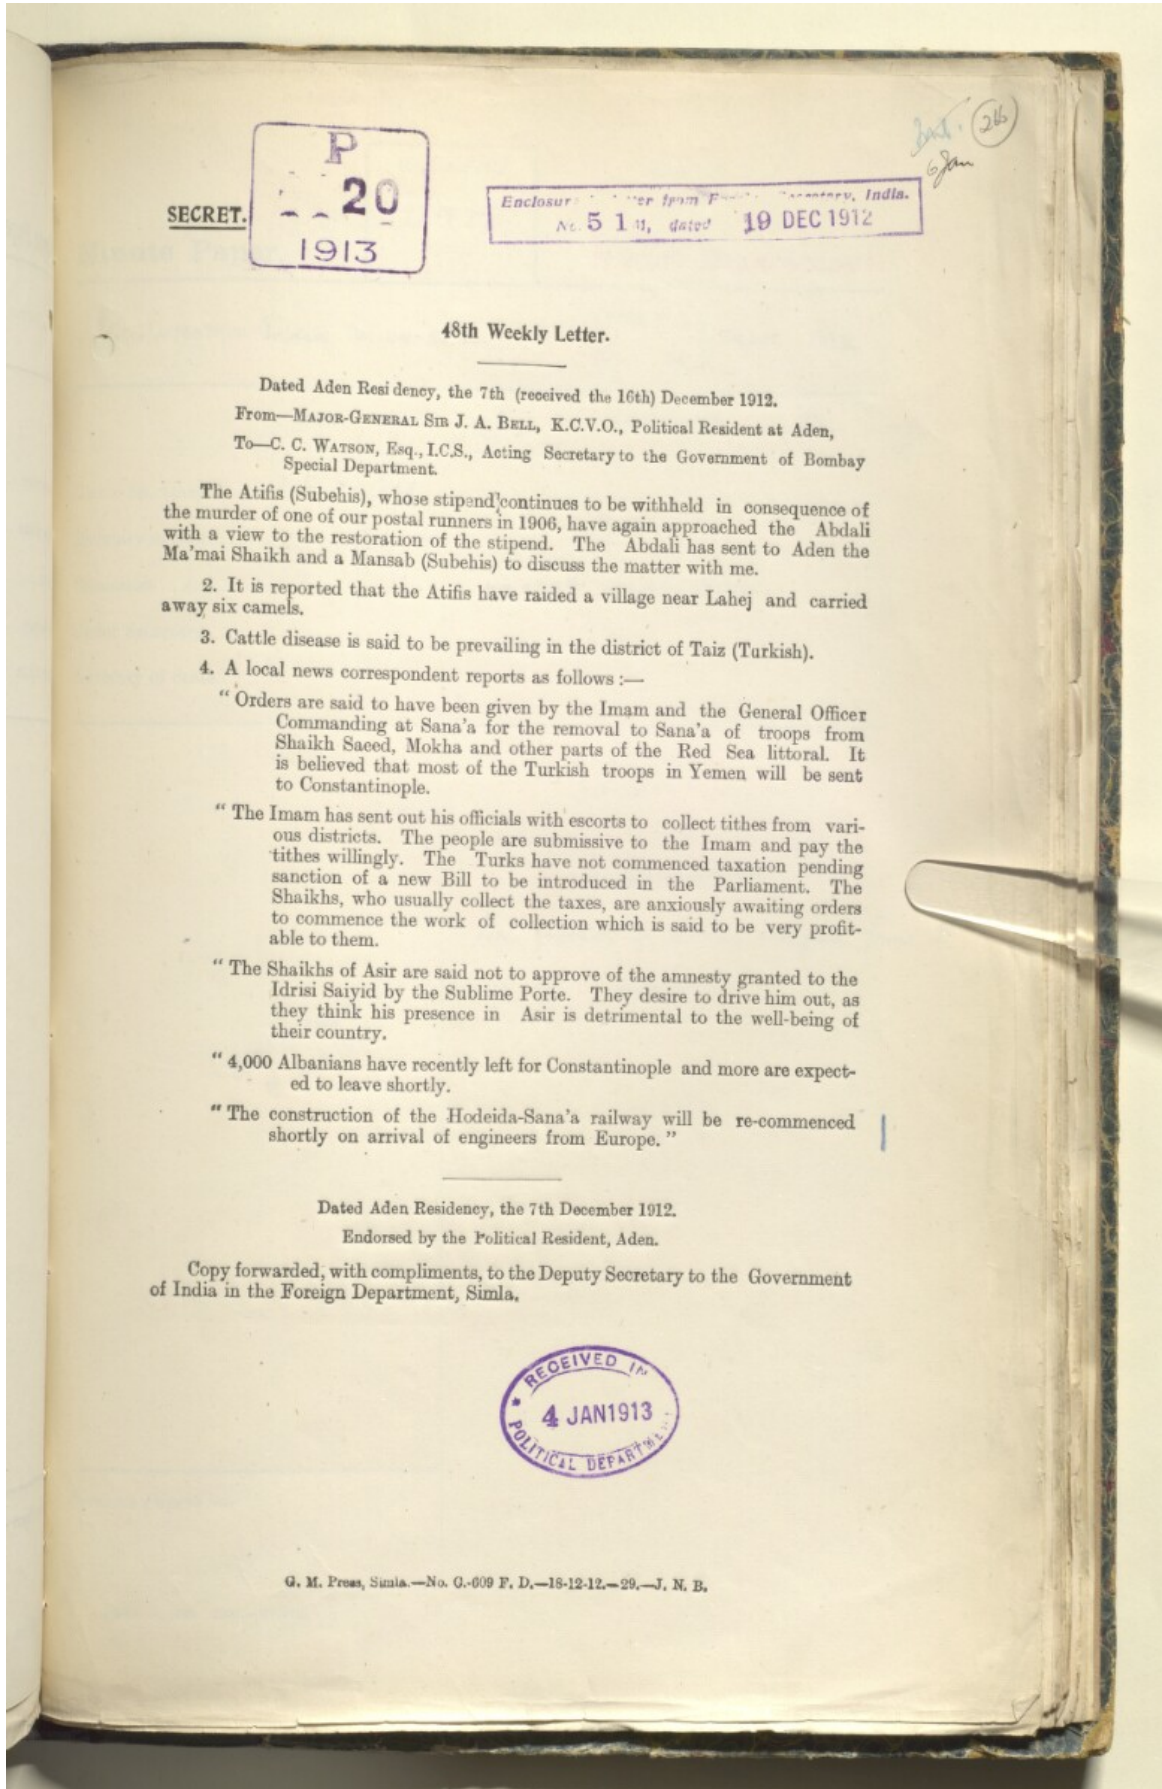 266
6 Jan
P
20
1913
SECRET.
Enclosure from Secretary, India.
No. 51 M, dated 19 DEC 1912
48th Weekly Letter.
Dated Aden Residency, the 7th (received the 16th) December 1912.
From—MAJOR-GENERAL SIR J. A. BELL, K.C.V.O., Political Resident at Aden,
To—C. C. WATSON, Esq., I.C.S., Acting Secretary to the Government of Bombay
Special Department.
The Atifis (Subehis), whose stipend continues to be withheld in consequence of
the murder of one of our postal runners in 1906, have again approached the Abdali
with a view to the restoration of the stipend. The Abdali has sent to Aden the
Ma'mai Shaikh and a Mansab (Subehis) to discuss the matter with me.
2. It is reported that the Atifis have raided a village near Lahej and carried
away six camels.
3. Cattle disease is said to be prevailing in the district of Taiz (Turkish).
4. A local news correspondent reports as follows :—
" Orders are said to have been given by the Imam and the General Officer
Commanding at Sana'a for the removal to Sana'a of troops from
Shaikh Saeed, Mokha and other parts of the Red Sea littoral. It
is believed that most of the Turkish troops in Yemen will be sent
to Constantinople.
" The Imam has sent out his officials with escorts to collect tithes from vari-
ous districts. The people are submissive to the Imam and pay the
tithes willingly. The Turks have not commenced taxation pending
sanction of a new Bill to be introduced in the Parliament. The
Shaikhs, who usually collect the taxes, are anxiously awaiting orders
to commence the work of collection which is said to be very profit-
able to them.
" The Shaikhs of Asir are said not to approve of the amnesty granted to the
Idrisi Saiyid by the Sublime Porte. They desire to drive him out, as
they think his presence in Asir is detrimental to the well-being of
their country.
" 4,000 Albanians have recently left for Constantinople and more are expect-
ed to leave shortly.
" The construction of the Hodeida-Sana'a railway will be re-commenced
shortly on arrival of engineers from Europe. "
Dated Aden Residency, the 7th December 1912.
Endorsed by the Political Resident, Aden.
Copy forwarded, with compliments, to the Deputy Secretary to the Government
of India in the Foreign Department, Simla.
RECEIVED IN
4 JAN 1913
POLITICAL DEPARTMENT
G. M. Press, Simla.—No. C.-609 F. D.—18-12-12.—29.—J. N. B.